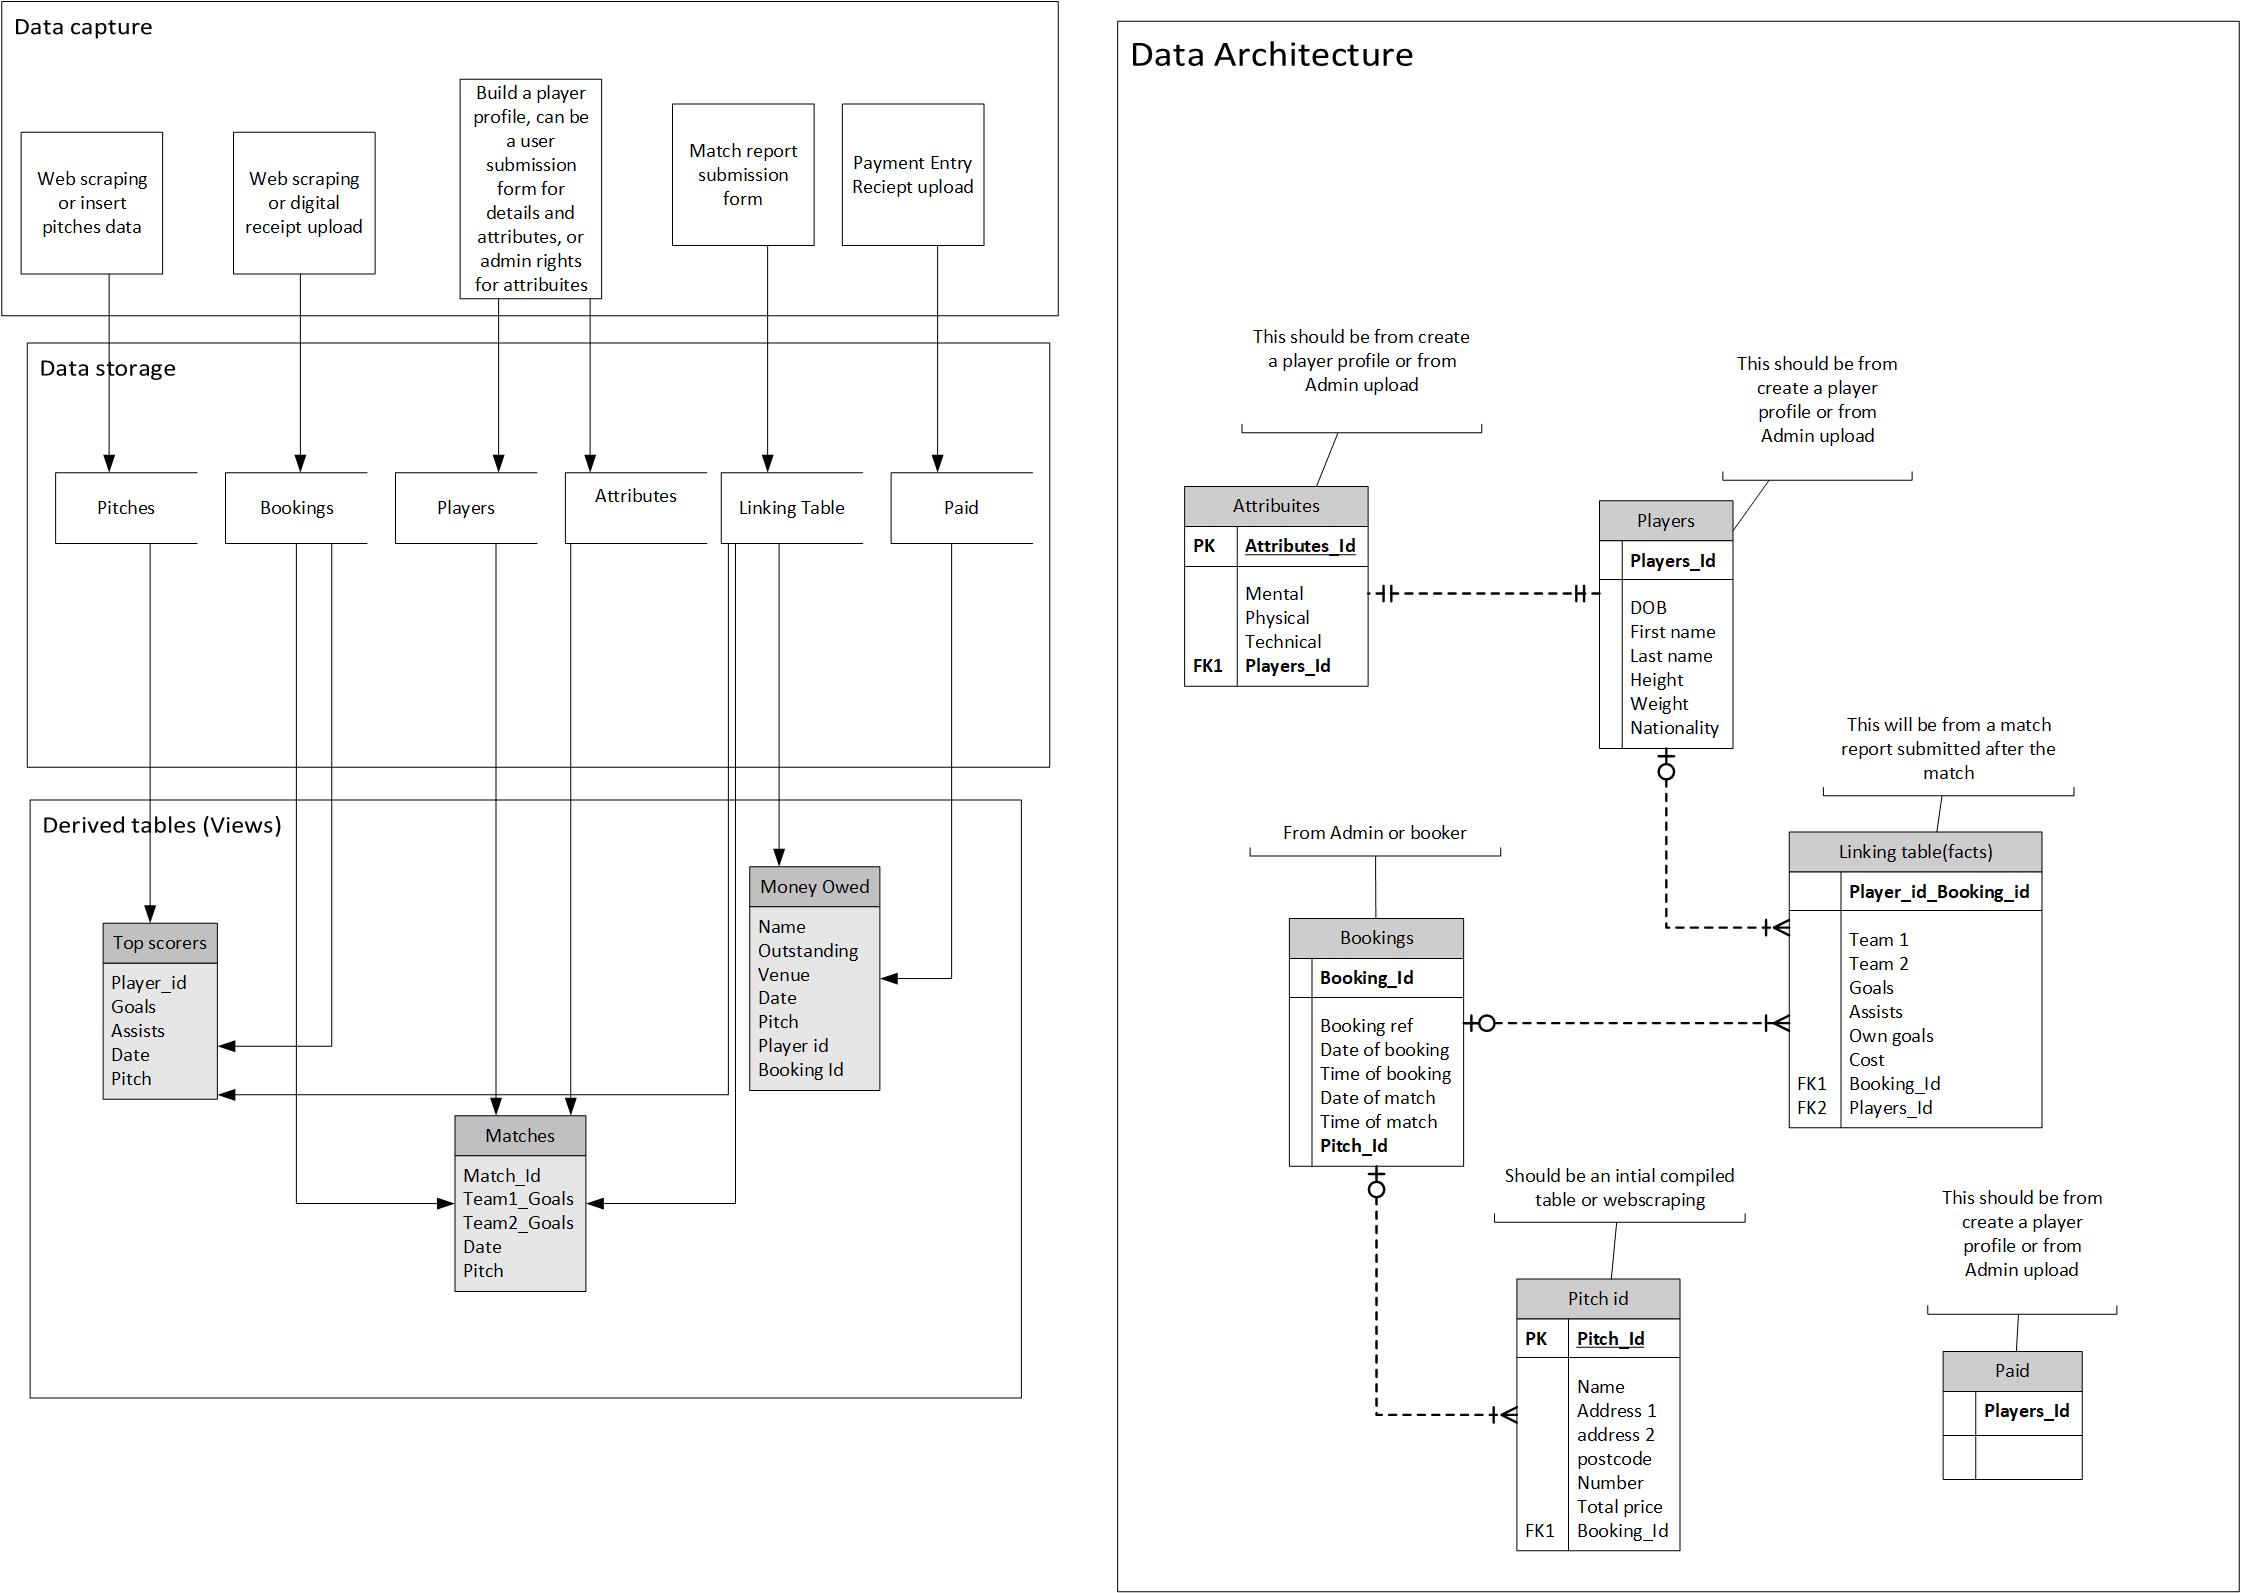 Data capture
Web scraping
or insert
pitches data
Web scraping
or digital
receipt upload
Build a player
profile, can be
a user
submission
form for
details and
attributes, or
admin rights
for attribuites
Match report
submission
form
Payment Entry
Reciept upload
Data storage
Pitches
Bookings
Players
Attributes
Linking Table
Paid
Derived tables (Views)
Top scorers
Player_id
Goals
Assists
Date
Pitch
Matches
Match_Id
Team1_Goals
Team2_Goals
Date
Pitch
Money Owed
Name
Outstanding
Venue
Date
Pitch
Player id
Booking Id
Data Architecture
This should be from create
a player profile or from
Admin upload
Attribuites
PK Attributes_Id
Mental
Physical
Technical
FK1 Players_Id
This should be from
create a player
profile or from
Admin upload
Players
Players_Id
DOB
First name
Last name
Height
Weight
Nationality
This will be from a match
report submitted after the
match
Linking table(facts)
Player_id_Booking_id
Team 1
Team 2
Goals
Assists
Own goals
Cost
FK1 Booking_Id
FK2 Players_Id
From Admin or booker
Bookings
Booking_Id
Booking ref
Date of booking
Time of booking
Date of match
Time of match
Pitch_Id
Should be an intial compiled
table or webscraping
Pitch id
PK Pitch_Id
Name
Address 1
address 2
postcode
Number
Total price
FK1 Booking_Id
This should be from
create a player
profile or from
Admin upload
Paid
Players_Id